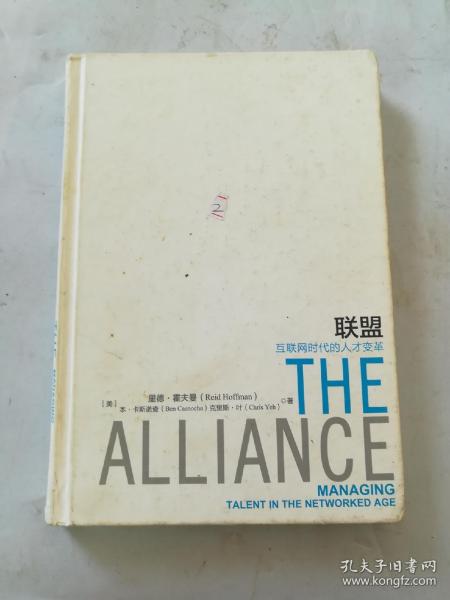 2
联盟
互联网时代的人才变革
THE
里德·霍夫曼(Reid Hoffman)
[美]
本·卡斯诺查(Ben Casnocha)克里斯·叶(Chris Yeh)◎著
ALLIANCE
MANAGING
TALENT IN THE NETWORKED AGE
孔夫子旧书网
www.kongfz.com